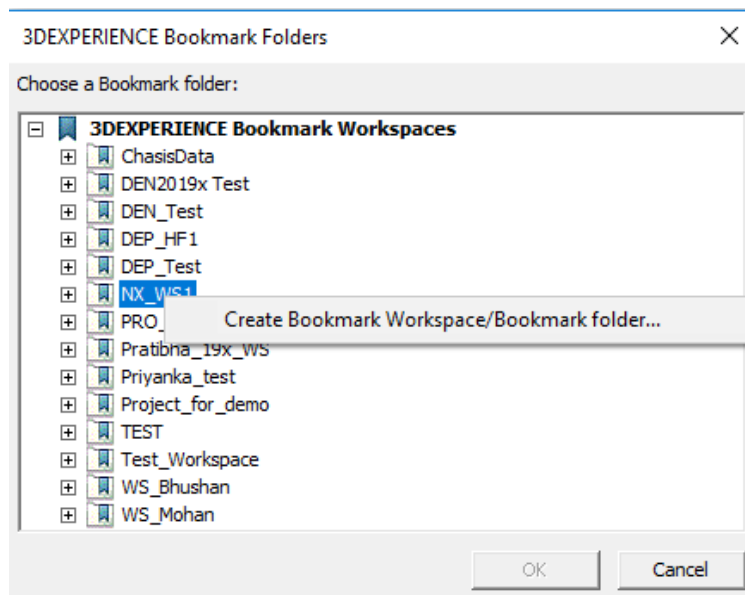 3DEXPERIENCE Bookmark Folders
Choose a Bookmark folder:
3DEXPERIENCE Bookmark Workspaces
ChasisData
DEN2019x Test
DEN_Test
DEP_HF1
DEP_Test
NX_WS1
Create Bookmark Workspace/Bookmark folder...
PRO_
Pratibha_19x_WS
Priyanka_test
Project_for_demo
TEST
Test_Workspace
WS_Bhushan
WS_Mohan
OK
Cancel